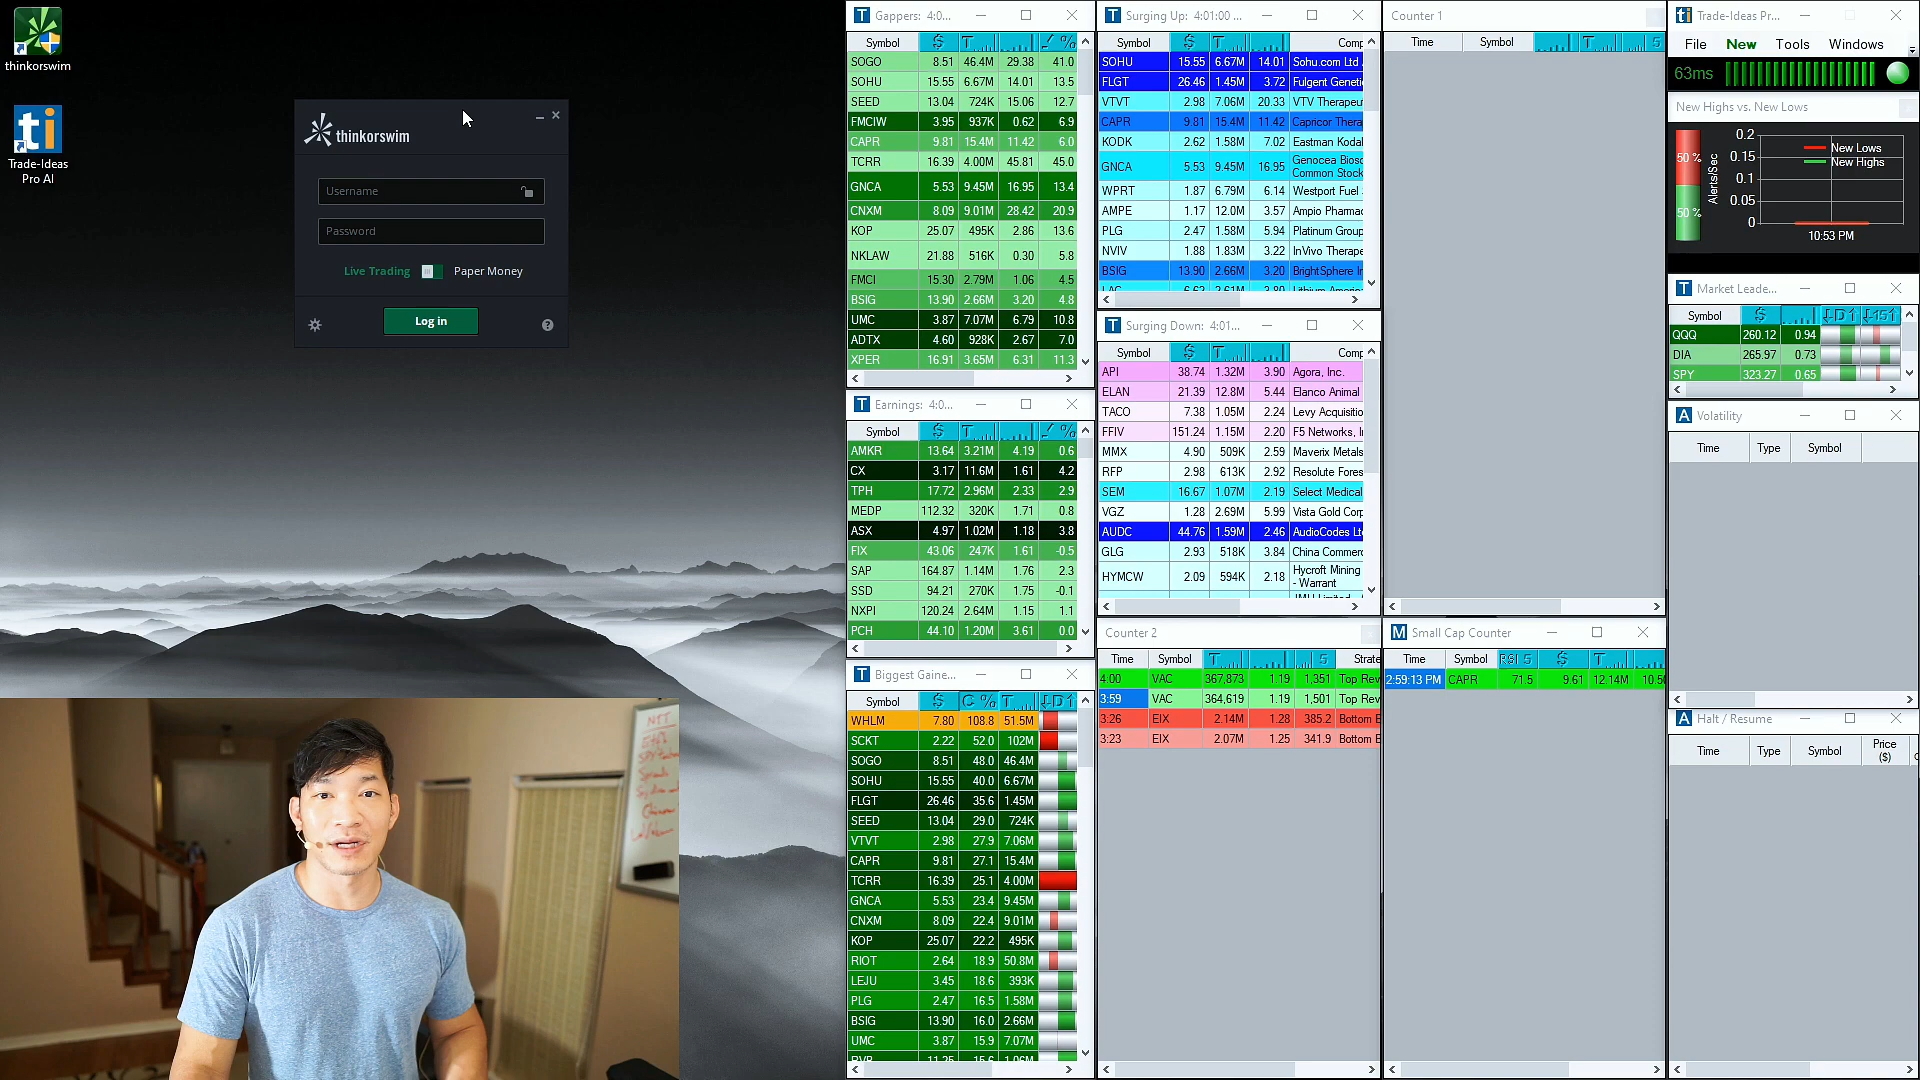 thinkorswim
Trade-Ideas
Pro AI
thinkorswim
Username
Password
Live Trading
Paper Money
Log in
Gappers: 4:0...
Symbol $ T %
SOGO 8.51 46.4M 29.38 41.0
SOHU 15.55 6.67M 14.01 13.5
SEED 13.04 724K 15.06 12.7
FMCIW 3.95 937K 0.62 6.9
CAPR 9.81 15.4M 11.42 6.0
TCRR 16.39 4.00M 45.81 45.0
GNCA 5.53 9.45M 16.95 13.4
CNXM 8.09 9.01M 28.42 20.9
KOP 25.07 495K 2.86 13.6
NKLAW 21.88 516K 0.30 5.8
FMCI 15.30 2.79M 1.06 4.5
BSIG 13.90 2.66M 3.20 4.8
UMC 3.87 7.07M 6.79 10.8
ADTX 4.60 928K 2.67 7.0
XPER 16.91 3.65M 6.31 11.3
Earnings: 4:0...
Symbol $ T %
AMKR 13.64 3.21M 4.19 0.6
CX 3.17 11.6M 1.61 4.2
TPH 17.72 2.96M 2.33 2.9
MEDP 112.32 320K 1.71 0.8
ASX 4.97 1.02M 1.18 3.8
FIX 43.06 247K 1.61 -0.5
SAP 164.87 1.14M 1.76 2.3
SSD 94.21 270K 1.75 -0.1
NXPI 120.24 2.64M 1.15 1.1
PCH 44.10 1.20M 3.61 0.0
Biggest Gaine...
Symbol $ C % T D
WHLM 7.80 108.8 51.5M
SCKT 2.22 52.0 102M
SOGO 8.51 48.0 46.4M
SOHU 15.55 40.0 6.67M
FLGT 26.46 35.6 1.45M
SEED 13.04 29.0 724K
VTVT 2.98 27.9 7.06M
CAPR 9.81 27.1 15.4M
TCRR 16.39 25.1 4.00M
GNCA 5.53 23.4 9.45M
CNXM 8.09 22.4 9.01M
KOP 25.07 22.2 495K
RIOT 2.64 18.9 50.8M
LEJU 3.45 18.6 393K
PLG 2.47 16.5 1.58M
BSIG 13.90 16.0 2.66M
UMC 3.87 15.9 7.07M
Surging Up: 4:01:00 ...
Symbol $ T Comp
SOHU 15.55 6.67M 14.01 Sohu.com Ltd
FLGT 26.46 1.45M 3.72 Fulgent Geneti
VTVT 2.98 7.06M 20.33 VTV Therapeu
CAPR 9.81 15.4M 11.42 Capricor Thera
KODK 2.62 1.58M 7.02 Eastman Kodal
GNCA 5.53 9.45M 16.95 Genocea Biosc
Common Stock
WPRT 1.87 6.79M 6.14 Westport Fuel
AMPE 1.17 12.0M 3.57 Ampio Pharmac
PLG 2.47 1.58M 5.94 Platinum Group
NVIV 1.88 1.83M 3.22 InVivo Therape
BSIG 13.90 2.66M 3.20 BrightSphere In
Surging Down: 4:01...
Symbol $ T Comp
API 38.74 1.32M 3.90 Agora, Inc.
ELAN 21.39 12.8M 5.44 Elanco Animal
TACO 7.38 1.05M 2.24 Levy Acquisitio
FFIV 151.24 1.15M 2.20 F5 Networks, I
MMX 4.90 509K 2.59 Maverix Metals
RFP 2.98 613K 2.92 Resolute Fores
SEM 16.67 1.07M 2.19 Select Medical
VGZ 1.28 2.69M 5.99 Vista Gold Corp
AUDC 44.76 1.59M 2.46 AudioCodes Lt
GLG 2.93 518K 3.84 China Commerc
HYMCW 2.09 594K 2.18 Hycroft Mining
- Warrant
Counter 2
Time Symbol T 5 Strate
4:00 VAC 367,873 1.19 1,351 Top Rev
3:59 VAC 364,619 1.19 1,501 Top Rev
3:26 EIX 2.14M 1.28 385.2 Bottom B
3:23 EIX 2.07M 1.25 341.9 Bottom B
Counter 1
Time Symbol T 5
Small Cap Counter
Time Symbol RSI 5 $ T
2:59:13 PM CAPR 71.5 9.61 12.14M 10.50
Trade-Ideas Pr...
File New Tools Windows
63ms
New Highs vs. New Lows
50 %
50 %
Alerts/Sec
0.2
0.15
0.1
0.05
0
New Lows
New Highs
10:53 PM
Market Leade...
Symbol $ D 15
QQQ 260.12 0.94
DIA 265.97 0.73
SPY 323.27 0.65
Volatility
Time Type Symbol
Halt / Resume
Time Type Symbol Price
($)